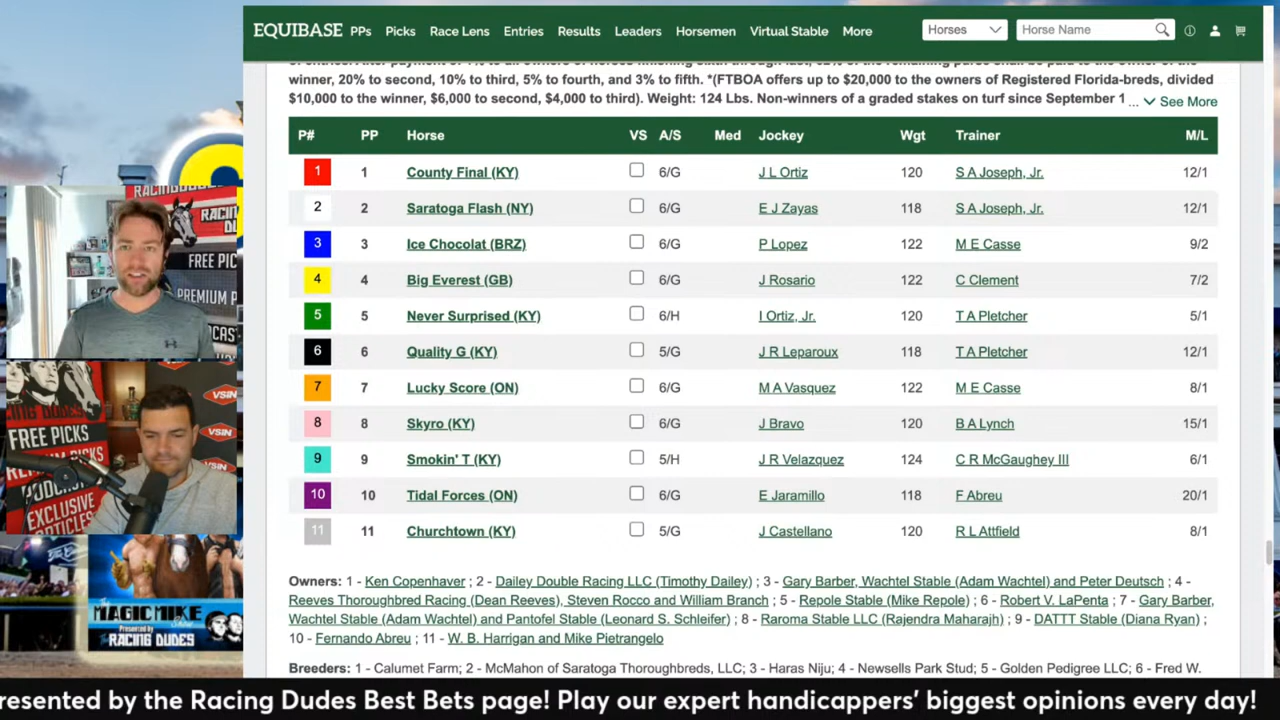 EQUIBASE PPs Picks Race Lens Entries Results Leaders Horsemen Virtual Stable More Horses Horse Name
winner, 20% to second, 10% to third, 5% to fourth, and 3% to fifth. *(FTBOA offers up to $20,000 to the owners of Registered Florida-breds, divided
$10,000 to the winner, $6,000 to second, $4,000 to third). Weight: 124 Lbs. Non-winners of a graded stakes on turf since September 1 ... See More
P# PP Horse VS A/S Med Jockey Wgt Trainer M/L
1 1 County Final (KY) 6/G J L Ortiz 120 S A Joseph, Jr. 12/1
2 2 Saratoga Flash (NY) 6/G E J Zayas 118 S A Joseph, Jr. 12/1
3 3 Ice Chocolat (BRZ) 6/G P Lopez 122 M E Casse 9/2
4 4 Big Everest (GB) 6/G J Rosario 122 C Clement 7/2
5 5 Never Surprised (KY) 6/H I Ortiz, Jr. 120 T A Pletcher 5/1
6 6 Quality G (KY) 5/G J R Leparoux 118 T A Pletcher 12/1
7 7 Lucky Score (ON) 6/G M A Vasquez 122 M E Casse 8/1
8 8 Skyro (KY) 6/G J Bravo 120 B A Lynch 15/1
9 9 Smokin' T (KY) 5/H J R Velazquez 124 C R McGaughey III 6/1
10 10 Tidal Forces (ON) 6/G E Jaramillo 118 F Abreu 20/1
11 11 Churchtown (KY) 5/G J Castellano 120 R L Attfield 8/1
Owners: 1 - Ken Copenhaver ; 2 - Dailey Double Racing LLC (Timothy Dailey) ; 3 - Gary Barber, Wachtel Stable (Adam Wachtel) and Peter Deutsch ; 4 -
Reeves Thoroughbred Racing (Dean Reeves), Steven Rocco and William Branch ; 5 - Repole Stable (Mike Repole) ; 6 - Robert V. LaPenta ; 7 - Gary Barber,
Wachtel Stable (Adam Wachtel) and Pantofel Stable (Leonard S. Schleifer) ; 8 - Raroma Stable LLC (Rajendra Maharajh) ; 9 - DATTT Stable (Diana Ryan) ;
10 - Fernando Abreu ; 11 - W. B. Harrigan and Mike Pietrangelo
Breeders: 1 - Calumet Farm; 2 - McMahon of Saratoga Thoroughbreds, LLC; 3 - Haras Niju; 4 - Newsells Park Stud; 5 - Golden Pedigree LLC; 6 - Fred W.
FREE PIC
PREMIUM P
VSiN
FREE PICKS
VSiN
EXCLUSIVE
ARTICLES
VSiN
THE
MAGIC MIKE
Show
Presented by the
RACING DUDES
resented by the Racing Dudes Best Bets page! Play our expert handicappers' biggest opinions every day!